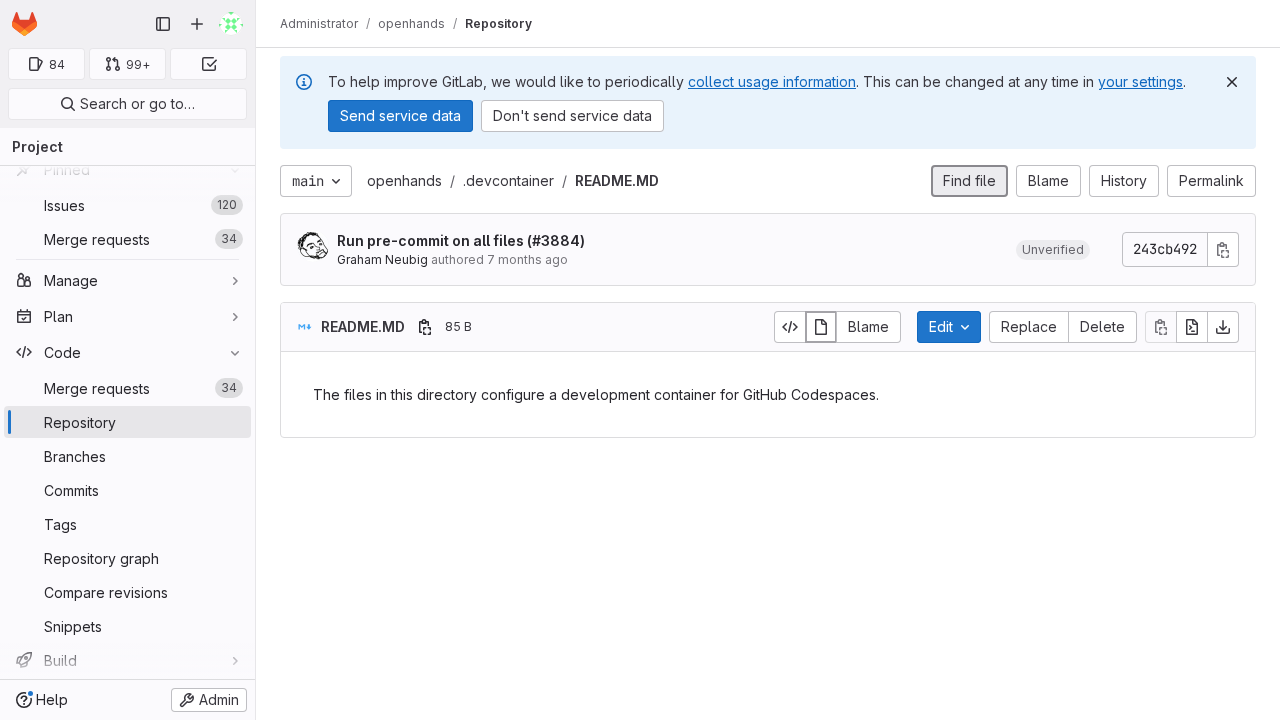 84
99+
Search or go to…
Project
Pinned
Issues 120
Merge requests 34
Manage
Plan
Code
Merge requests 34
Repository
Branches
Commits
Tags
Repository graph
Compare revisions
Snippets
Build
Help
Admin
Administrator / openhands / Repository
To help improve GitLab, we would like to periodically collect usage information. This can be changed at any time in your settings.
Send service data Don't send service data
main openhands / .devcontainer / README.MD Find file Blame History Permalink
Run pre-commit on all files (#3884)
Graham Neubig authored 7 months ago
Unverified 243cb492
README.MD 85 B Blame Edit Replace Delete
The files in this directory configure a development container for GitHub Codespaces.